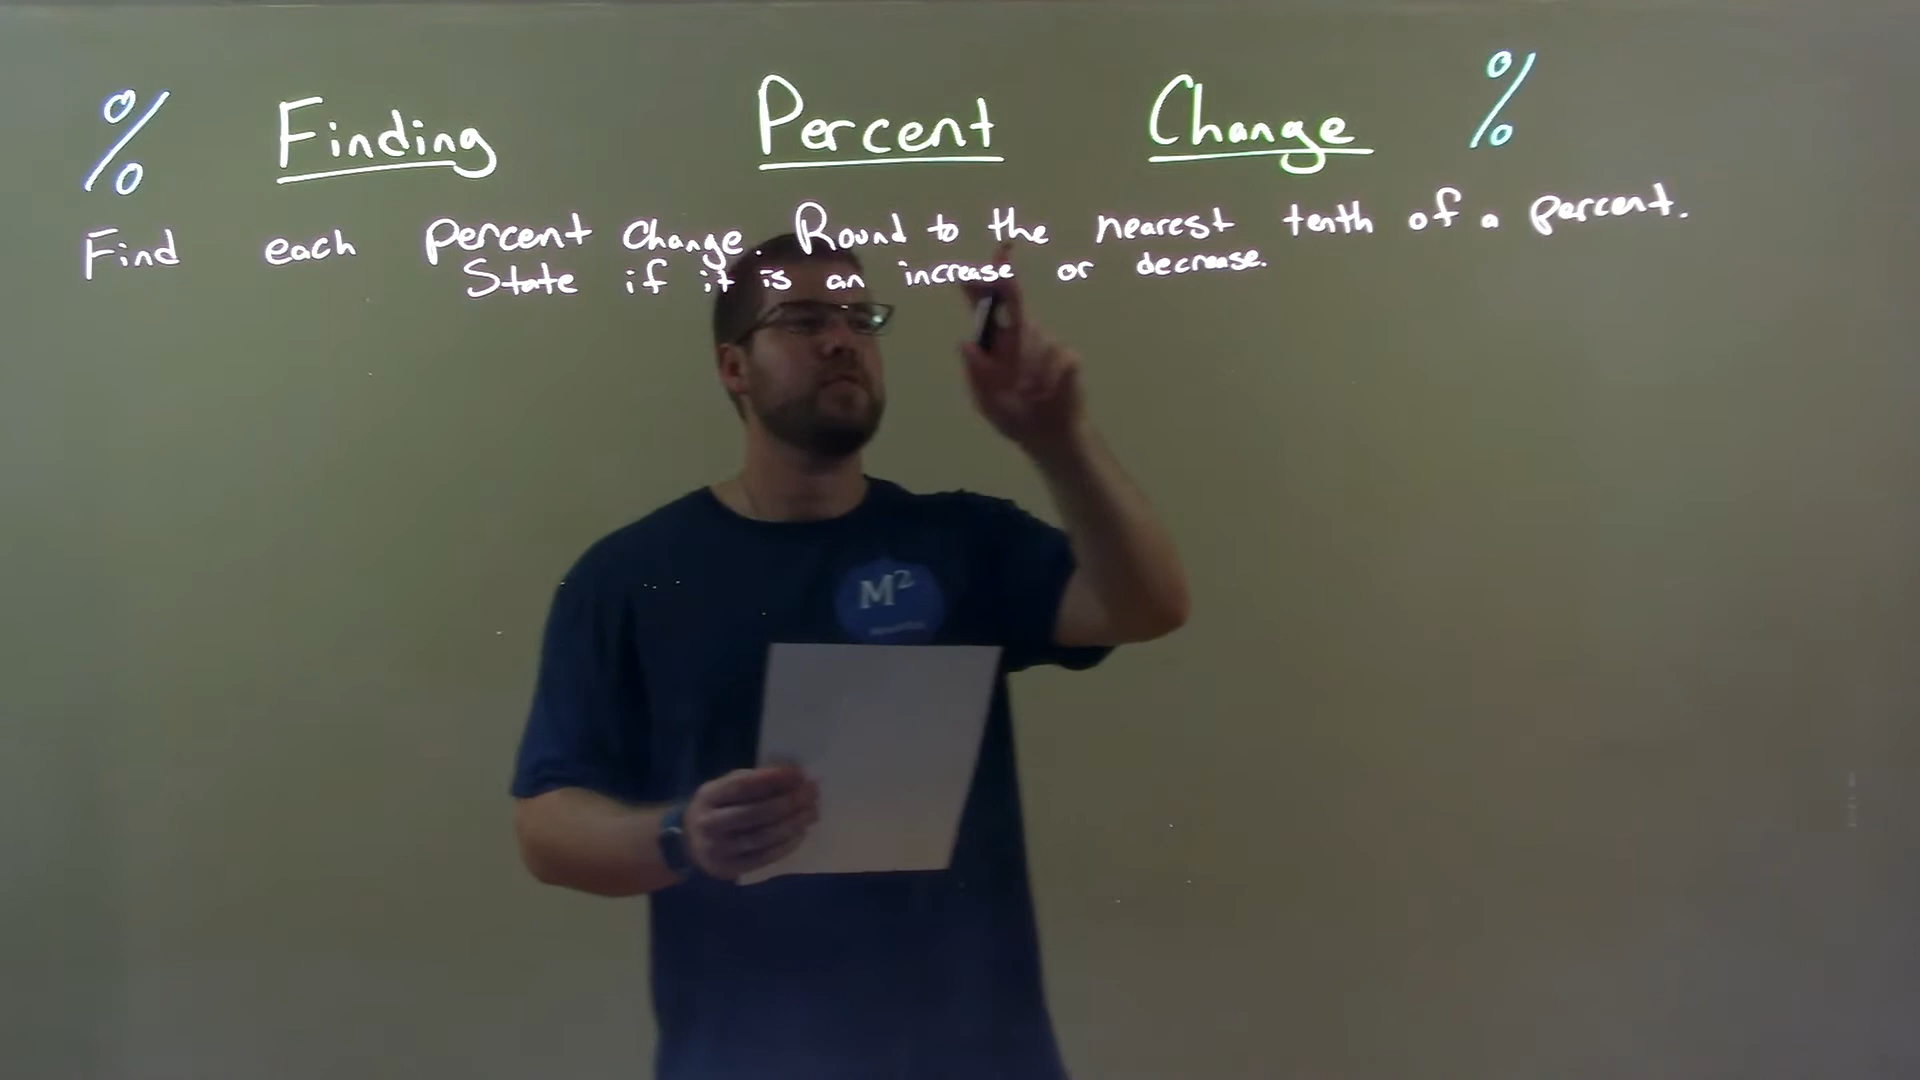 % Finding Percent Change %
Find each percent change. Round to the nearest tenth of a percent.
State if it is an increase or decrease.
M²